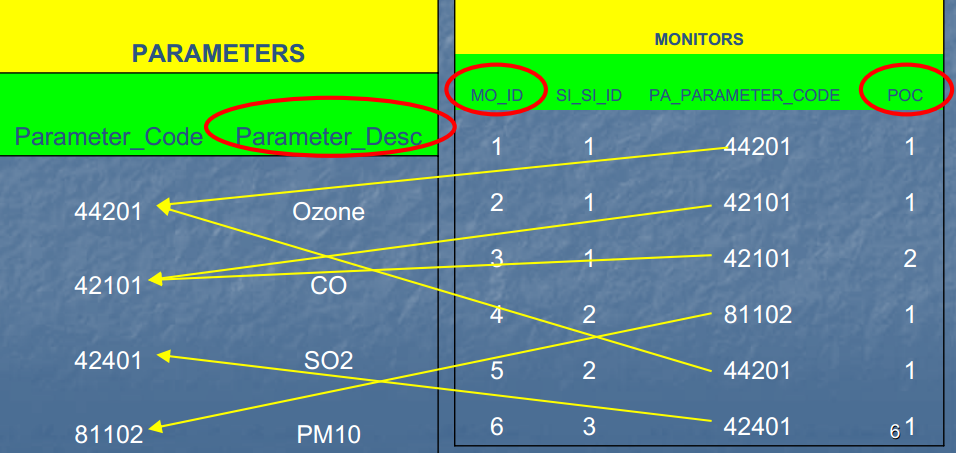 PARAMETERS
Parameter_Code Parameter_Desc
44201 Ozone
42101 CO
42401 SO2
81102 PM10
MONITORS
MO_ID SI_SI_ID PA_PARAMETER_CODE POC
1 1 44201 1
2 1 42101 1
3 1 42101 2
4 2 81102 1
5 2 44201 1
6 3 42401 1
6